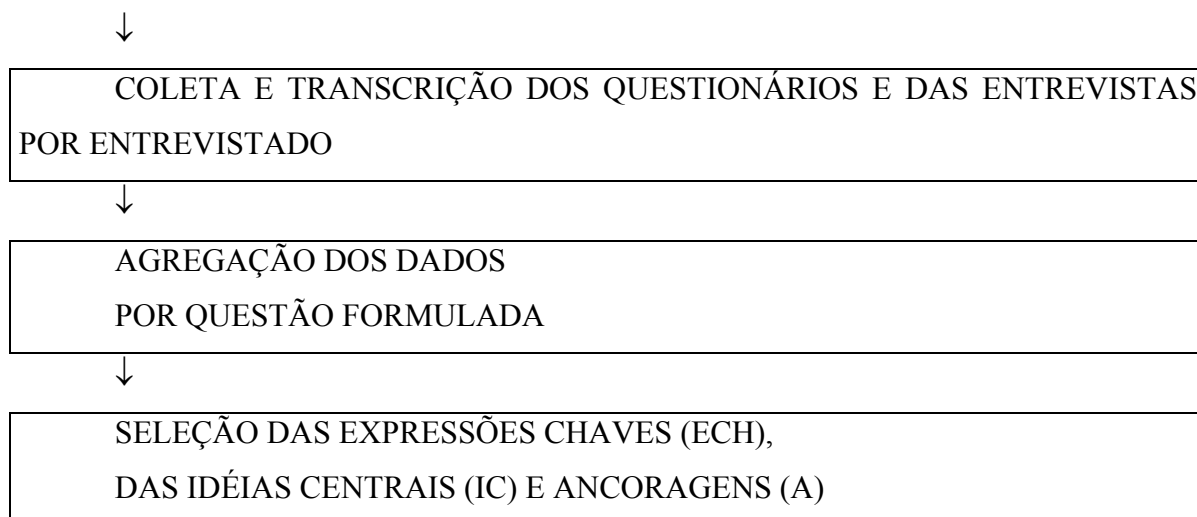 ↓
COLETA E TRANSCRIÇÃO DOS QUESTIONÁRIOS E DAS ENTREVISTAS
POR ENTREVISTADO
↓
AGREGAÇÃO DOS DADOS
POR QUESTÃO FORMULADA
↓
SELEÇÃO DAS EXPRESSÕES CHAVES (ECH),
DAS IDÉIAS CENTRAIS (IC) E ANCORAGENS (A)